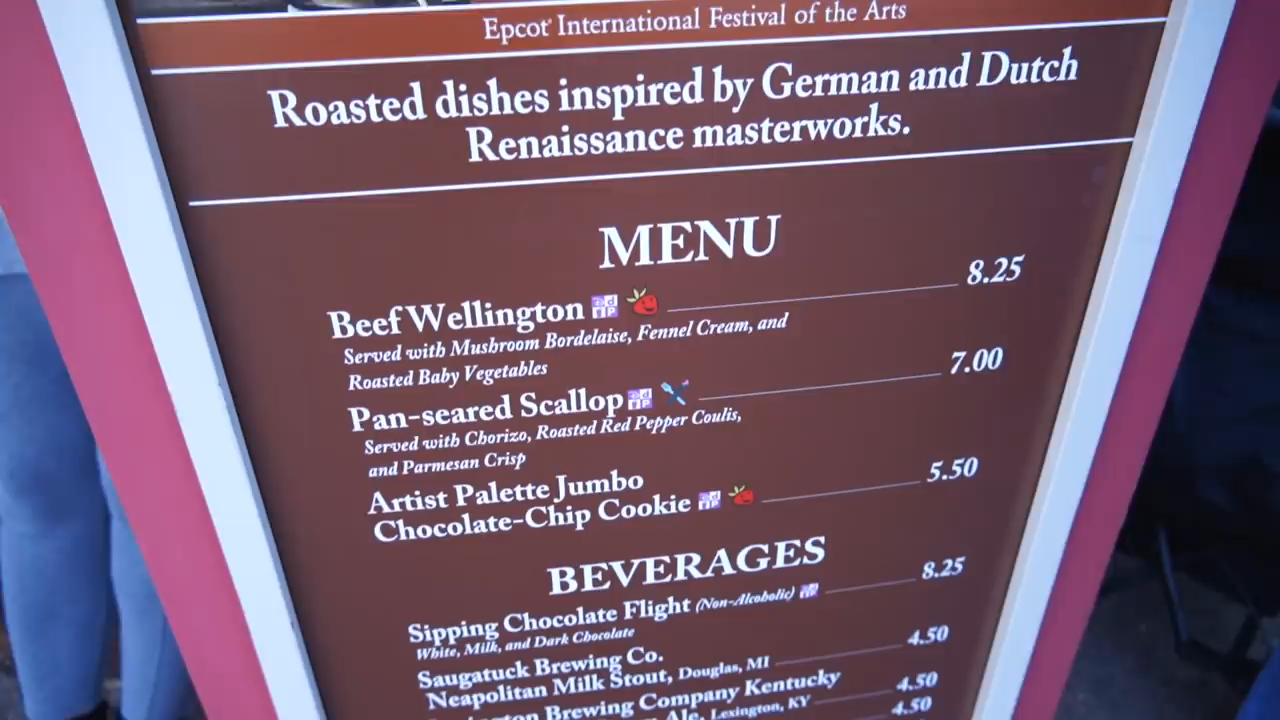 Epcot International Festival of the Arts
Roasted dishes inspired by German and Dutch
Renaissance masterworks.
MENU
Beef Wellington 8.25
Served with Mushroom Bordelaise, Fennel Cream, and
Roasted Baby Vegetables
Pan-seared Scallop 7.00
Served with Chorizo, Roasted Red Pepper Coulis,
and Parmesan Crisp
Artist Palette Jumbo
Chocolate-Chip Cookie 5.50
BEVERAGES
Sipping Chocolate Flight (Non-Alcoholic) 8.25
White, Milk, and Dark Chocolate
Saugatuck Brewing Co.
Neapolitan Milk Stout, Douglas, MI 4.50
Brewing Company Kentucky
Ale, Lexington, KY 4.50
4.50